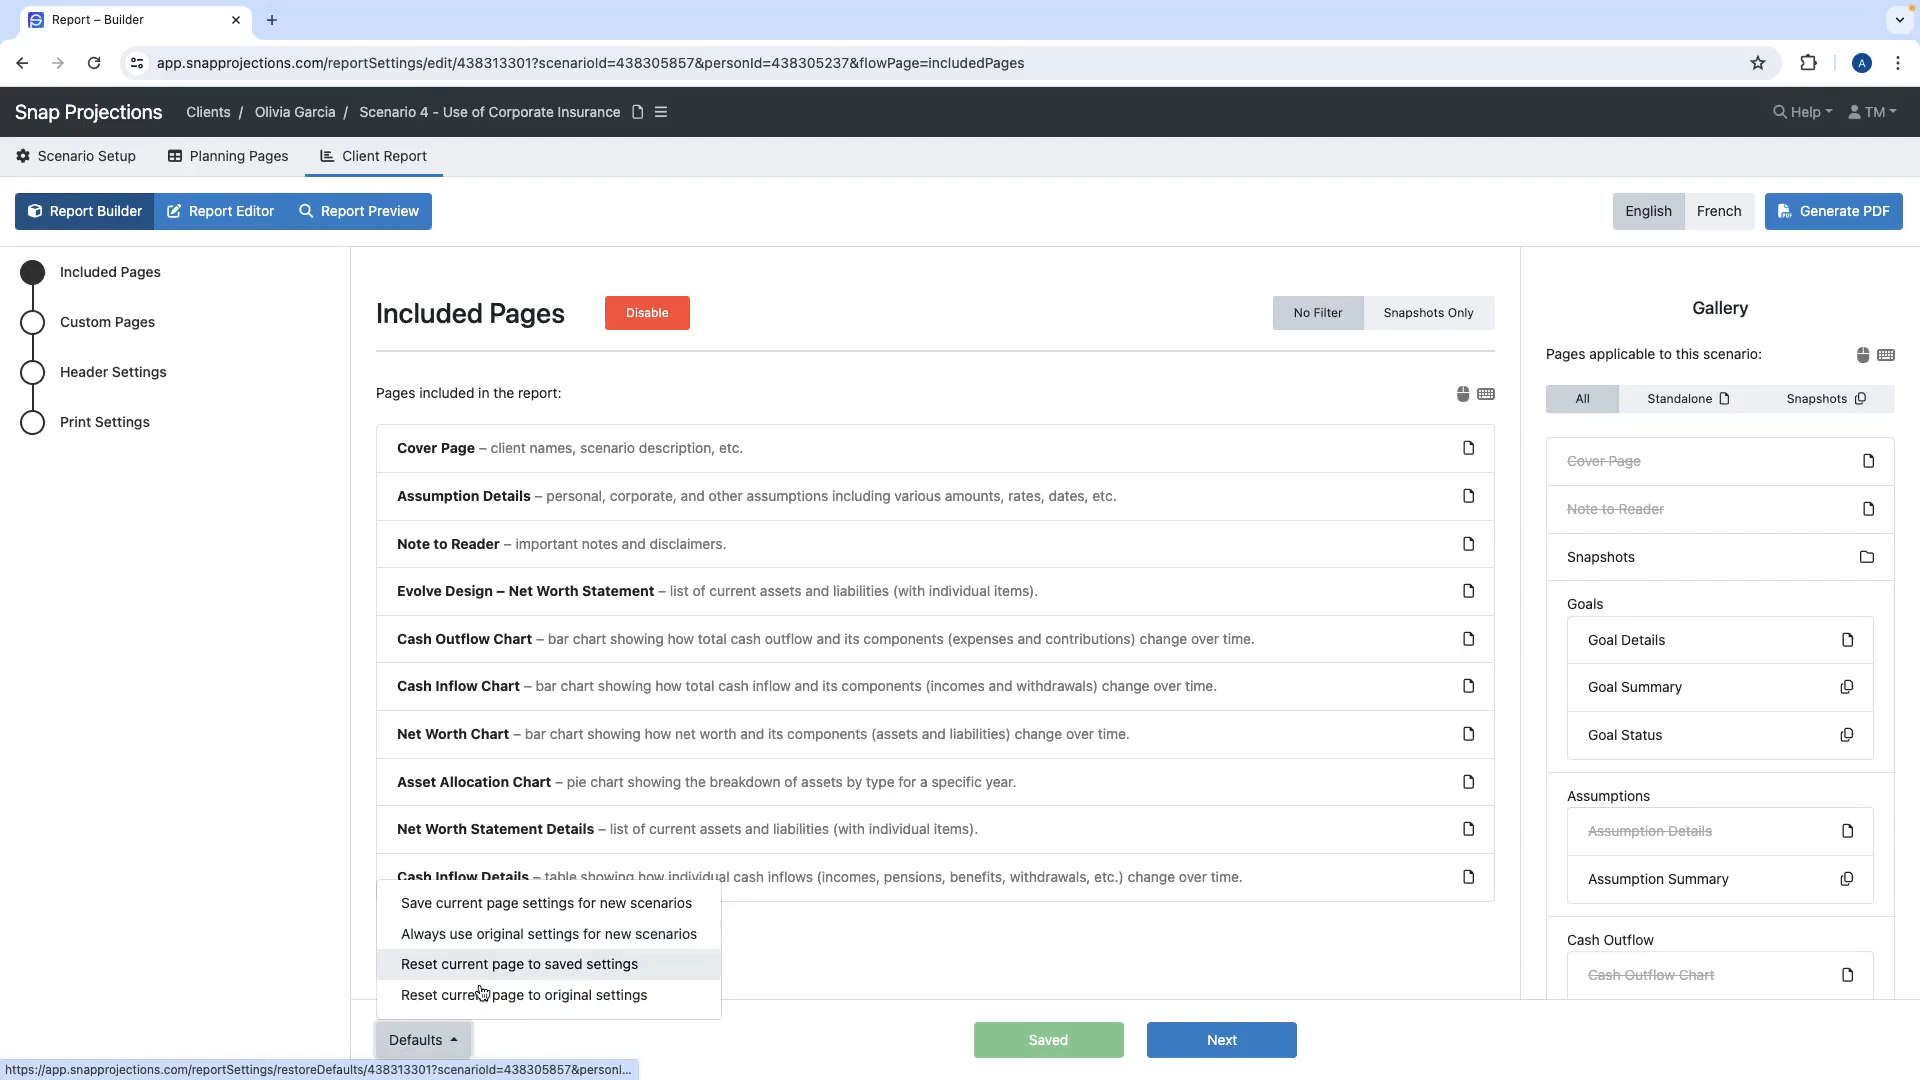 Report – Builder
app.snapprojections.com/reportSettings/edit/438313301?scenarioId=438305857&personId=438305237&flowPage=includedPages
A
Snap Projections Clients / Olivia Garcia / Scenario 4 - Use of Corporate Insurance Help TM
Scenario Setup Planning Pages Client Report
Report Builder Report Editor Report Preview English French Generate PDF
Included Pages
Custom Pages
Header Settings
Print Settings
Included Pages Disable No Filter Snapshots Only
Pages included in the report:
Cover Page – client names, scenario description, etc.
Assumption Details – personal, corporate, and other assumptions including various amounts, rates, dates, etc.
Note to Reader – important notes and disclaimers.
Evolve Design – Net Worth Statement – list of current assets and liabilities (with individual items).
Cash Outflow Chart – bar chart showing how total cash outflow and its components (expenses and contributions) change over time.
Cash Inflow Chart – bar chart showing how total cash inflow and its components (incomes and withdrawals) change over time.
Net Worth Chart – bar chart showing how net worth and its components (assets and liabilities) change over time.
Asset Allocation Chart – pie chart showing the breakdown of assets by type for a specific year.
Net Worth Statement Details – list of current assets and liabilities (with individual items).
Cash Inflow Details – table showing how individual cash inflows (incomes, pensions, benefits, withdrawals, etc.) change over time.
Save current page settings for new scenarios
Always use original settings for new scenarios
Reset current page to saved settings
Reset current page to original settings
Defaults Saved Next
Gallery
Pages applicable to this scenario:
All Standalone Snapshots
Cover Page
Note to Reader
Snapshots
Goals
Goal Details
Goal Summary
Goal Status
Assumptions
Assumption Details
Assumption Summary
Cash Outflow
Cash Outflow Chart
https://app.snapprojections.com/reportSettings/restoreDefaults/438313301?scenarioId=438305857&personI...